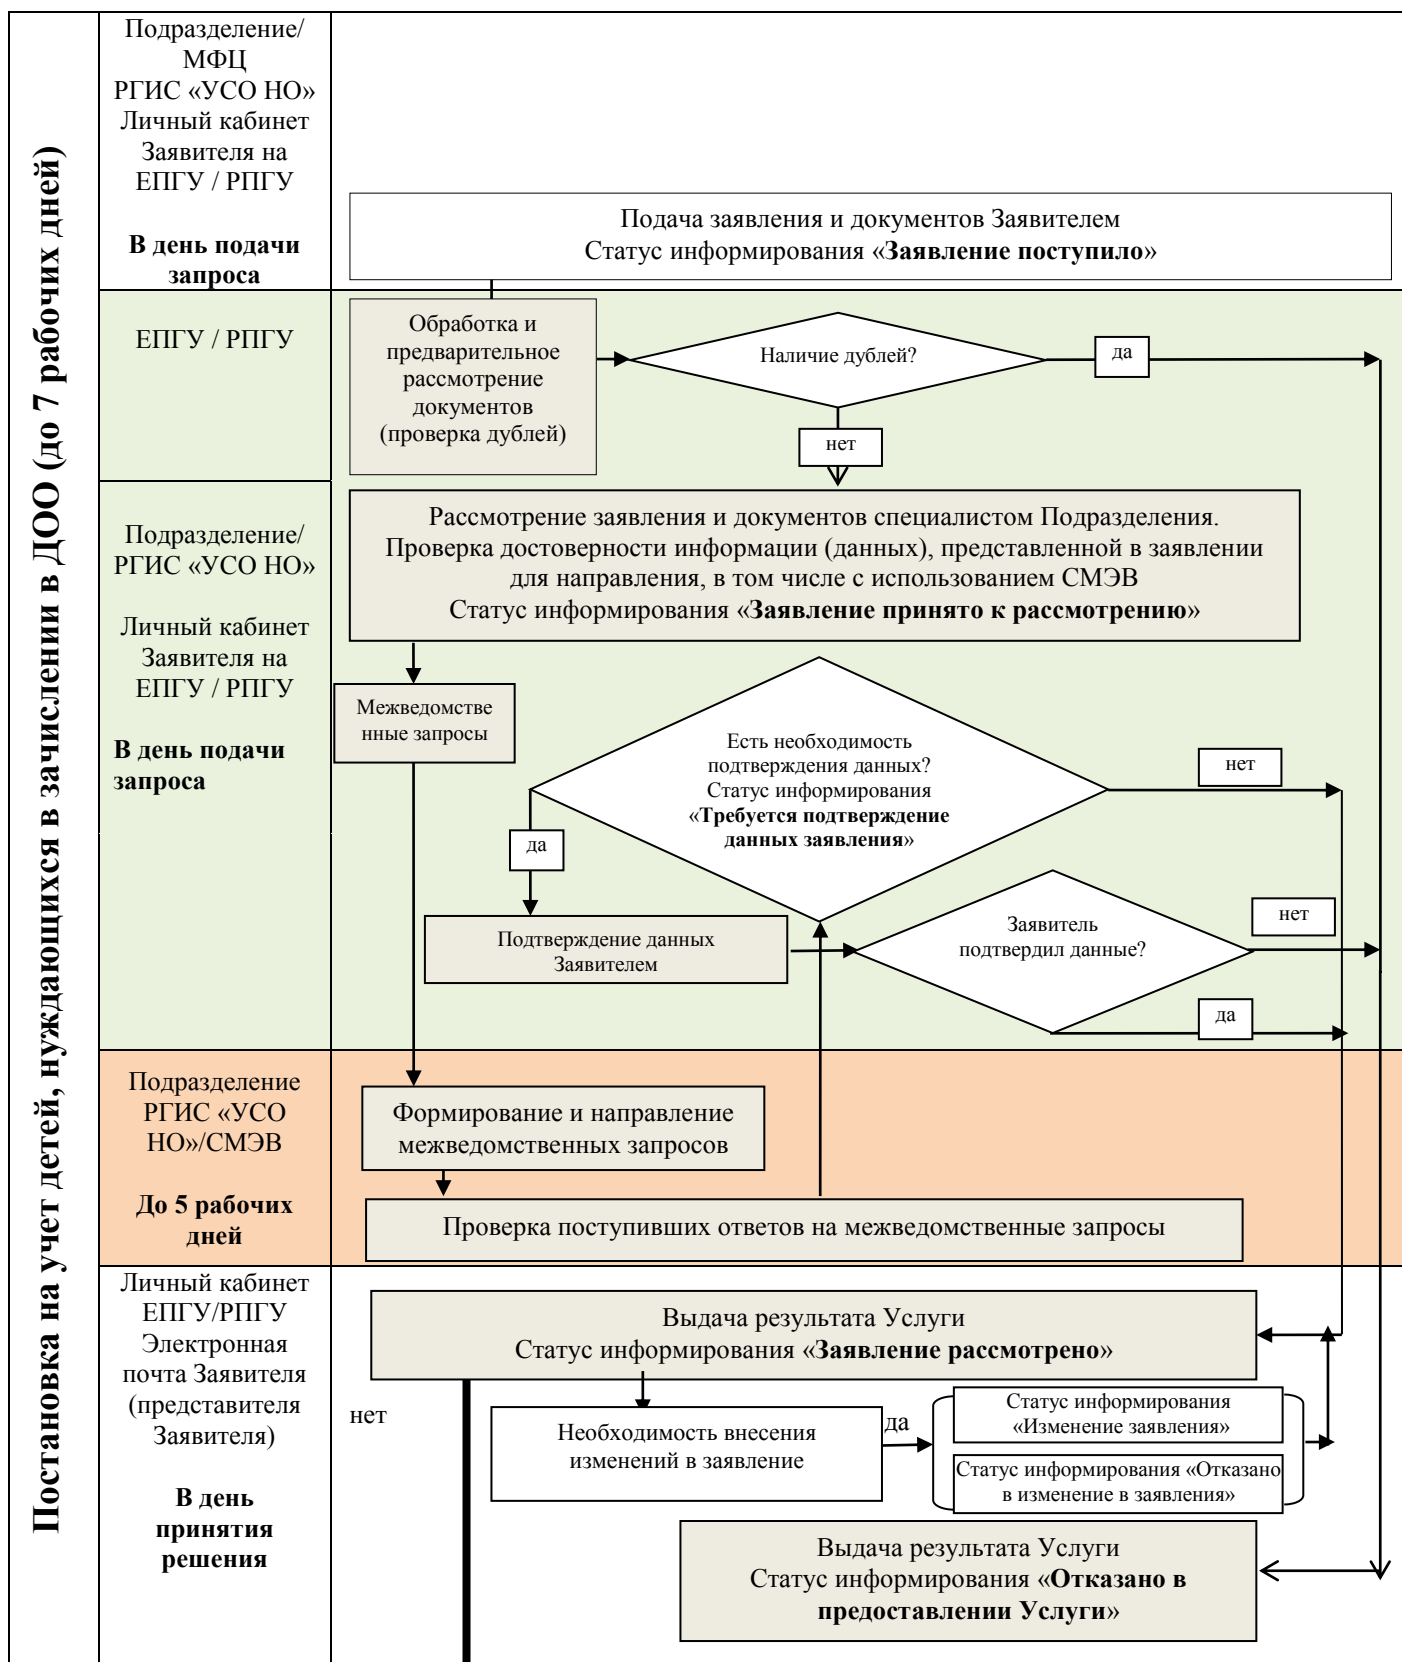 Постановка на учет детей, нуждающихся в зачислении в ДОО (до 7 рабочих дней)
Подразделение/
МФЦ
РГИС «УСО НО»
Личный кабинет
Заявителя на
ЕПГУ / РПГУ
В день подачи
запроса
Подача заявления и документов Заявителем
Статус информирования «Заявление поступило»
ЕПГУ / РПГУ
Обработка и
предварительное
рассмотрение
документов
(проверка дублей)
Наличие дублей?
да
нет
Подразделение/
РГИС «УСО НО»
Личный кабинет
Заявителя на
ЕПГУ / РПГУ
В день подачи
запроса
Рассмотрение заявления и документов специалистом Подразделения.
Проверка достоверности информации (данных), представленной в заявлении
для направления, в том числе с использованием СМЭВ
Статус информирования «Заявление принято к рассмотрению»
Межведомстве
нные запросы
Есть необходимость
подтверждения данных?
Статус информирования
«Требуется подтверждение
данных заявления»
нет
да
Подтверждение данных
Заявителем
Заявитель
подтвердил данные?
нет
да
Подразделение
РГИС «УСО
НО»/СМЭВ
До 5 рабочих
дней
Формирование и направление
межведомственных запросов
Проверка поступивших ответов на межведомственные запросы
Личный кабинет
ЕПГУ/РПГУ
Электронная
почта Заявителя
(представителя
Заявителя)
В день
принятия
решения
Выдача результата Услуги
Статус информирования «Заявление рассмотрено»
нет
Необходимость внесения
изменений в заявление
да
Статус информирования
«Изменение заявления»
Статус информирования «Отказано
в изменение в заявления»
Выдача результата Услуги
Статус информирования «Отказано в
предоставлении Услуги»